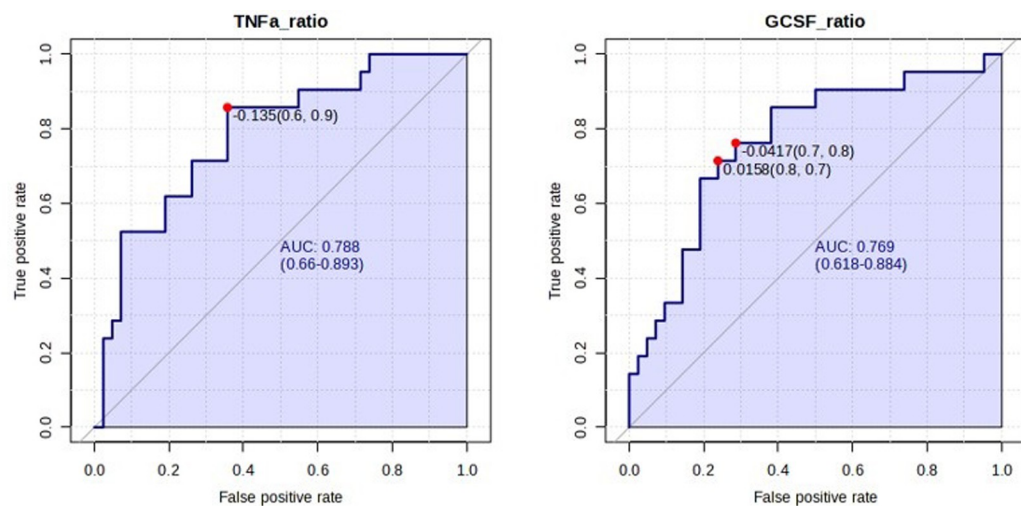 TNFa_ratio
1.0
0.8
0.6
0.4
0.2
0.0
True positive rate
-0.135(0.6, 0.9)
AUC: 0.788
(0.66-0.893)
0.0 0.2 0.4 0.6 0.8 1.0
False positive rate
GCSF_ratio
1.0
0.8
0.6
0.4
0.2
0.0
True positive rate
-0.0417(0.7, 0.8)
0.0158(0.8, 0.7)
AUC: 0.769
(0.618-0.884)
0.0 0.2 0.4 0.6 0.8 1.0
False positive rate